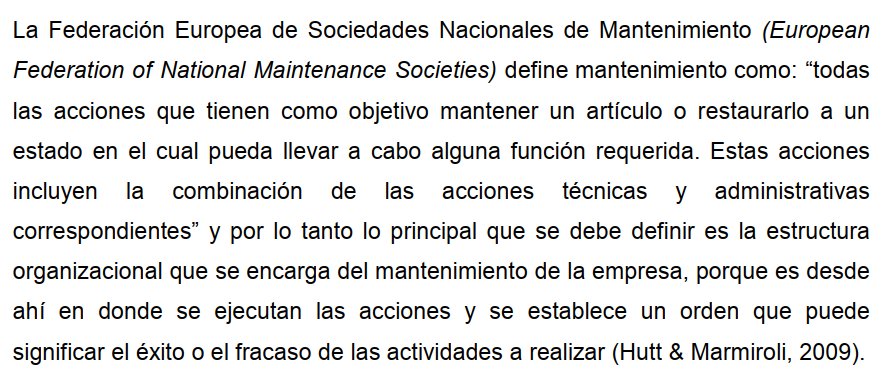 La Federación Europea de Sociedades Nacionales de Mantenimiento (European
Federation of National Maintenance Societies) define mantenimiento como: “todas
las acciones que tienen como objetivo mantener un artículo o restaurarlo a un
estado en el cual pueda llevar a cabo alguna función requerida. Estas acciones
incluyen la combinación de las acciones técnicas y administrativas
correspondientes” y por lo tanto lo principal que se debe definir es la estructura
organizacional que se encarga del mantenimiento de la empresa, porque es desde
ahí en donde se ejecutan las acciones y se establece un orden que puede
significar el éxito o el fracaso de las actividades a realizar (Hutt & Marmiroli, 2009).